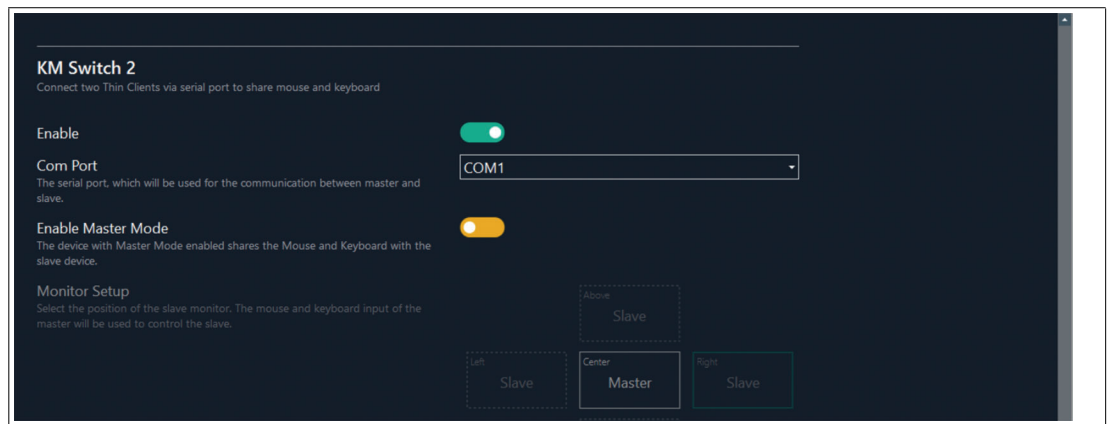 KM Switch 2
Connect two Thin Clients via serial port to share mouse and keyboard
Enable
Com Port
COM1
The serial port, which will be used for the communication between master and
slave.
Enable Master Mode
The device with Master Mode enabled shares the Mouse and Keyboard with the
slave device.
Monitor Setup
Select the position of the slave monitor. The mouse and keyboard input of the
master will be used to control the slave.
Above
Slave
Left
Slave
Center
Master
Right
Slave